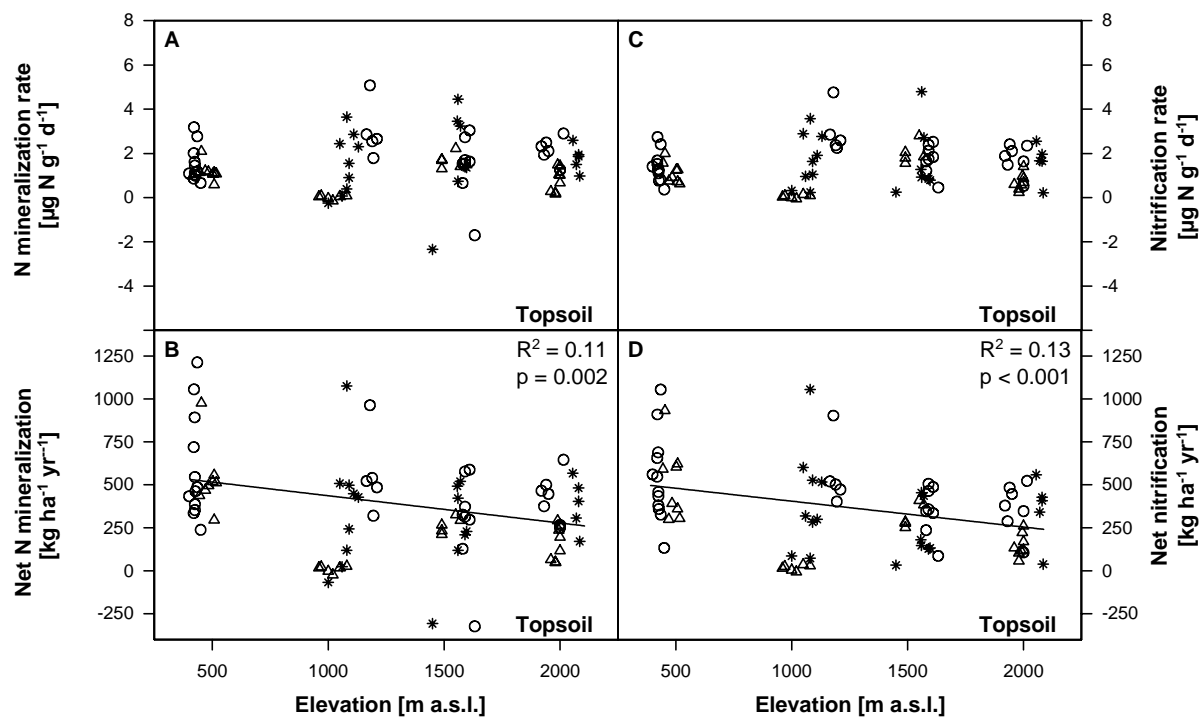 A
C
N mineralization rate
[µg N g⁻¹ d⁻¹]
8
6
4
2
0
-2
-4
Topsoil
Topsoil
8
6
4
2
0
-2
-4
Nitrification rate
[µg N g⁻¹ d⁻¹]
B
R² = 0.11
p = 0.002
D
R² = 0.13
p < 0.001
Net N mineralization
[kg ha⁻¹ yr⁻¹]
1250
1000
750
500
250
0
-250
Topsoil
Topsoil
1250
1000
750
500
250
0
-250
Net nitrification
[kg ha⁻¹ yr⁻¹]
500 1000 1500 2000
500 1000 1500 2000
Elevation [m a.s.l.]
Elevation [m a.s.l.]